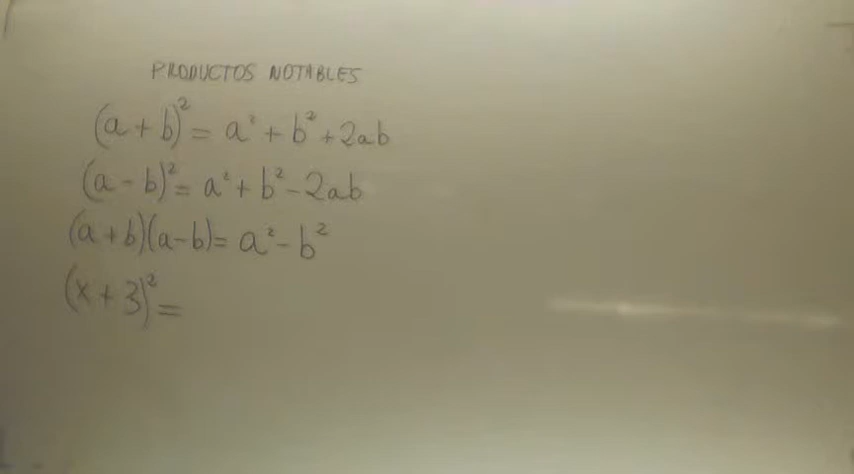 PRODUCTOS NOTABLES
(a + b)² = a² + b² + 2ab
(a - b)² = a² + b² - 2ab
(a + b)(a - b) = a² - b²
(x + 3)² =